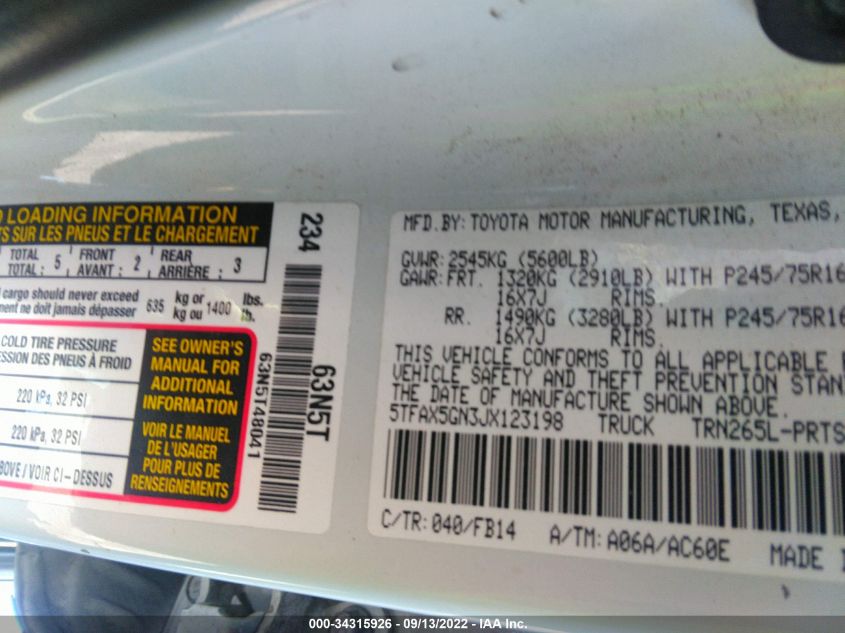 LOADING INFORMATION
SUR LES PNEUS ET LE CHARGEMENT
TOTAL : 5 FRONT AVANT : 2 REAR ARRIÈRE : 3
cargo should never exceed
ne doit jamais dépasser 635 kg or kg ou 1400 lbs. lb.
COLD TIRE PRESSURE
DES PNEUS À FROID
220 kPa, 32 PSI
220 kPa, 32 PSI
/ VOIR CI-DESSUS
SEE OWNER'S
MANUAL FOR
ADDITIONAL
INFORMATION
VOIR LE MANUEL
DE L'USAGER
POUR PLUS DE
RENSEIGNEMENTS
234
63N5T
63N5T48041
MFD.BY: TOYOTA MOTOR MANUFACTURING, TEXAS,
GVWR: 2545KG (5600LB)
GAWR: FRT. 1320KG (2910LB) WITH P245/75R16
16X7J RIMS.
RR. 1490KG (3280LB) WITH P245/75R16
16X7J RIMS.
THIS VEHICLE CONFORMS TO ALL APPLICABLE
VEHICLE SAFETY AND THEFT PREVENTION
THE DATE OF MANUFACTURE SHOWN ABOVE.
5TFAX5GN3JX123198 TRUCK TRN265L-PRTS
C/TR: 040/FB14 A/TM: A06A/AC60E MADE
000-34315926 - 09/13/2022 - IAA Inc.